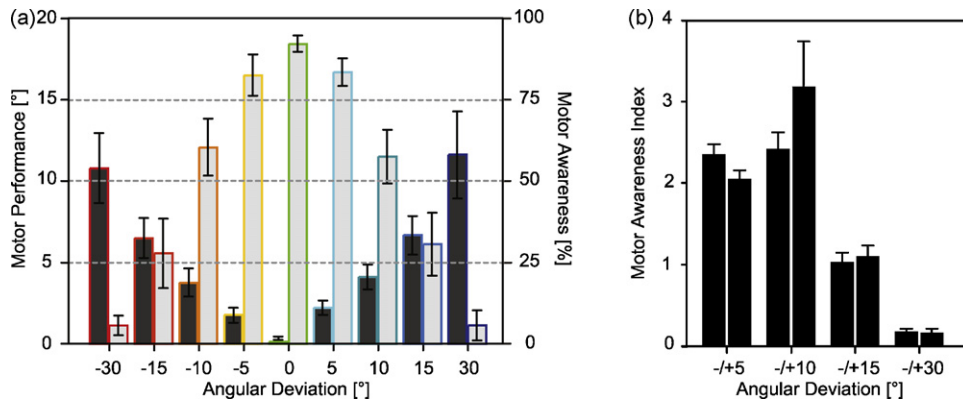 (a)
20
15
10
5
0
Motor Performance [°]
100
75
50
25
0
Motor Awareness [%]
-30 -15 -10 -5 0 5 10 15 30
Angular Deviation [°]
(b)
4
3
2
1
0
Motor Awareness Index
-/+5 -/+10 -/+15 -/+30
Angular Deviation [°]